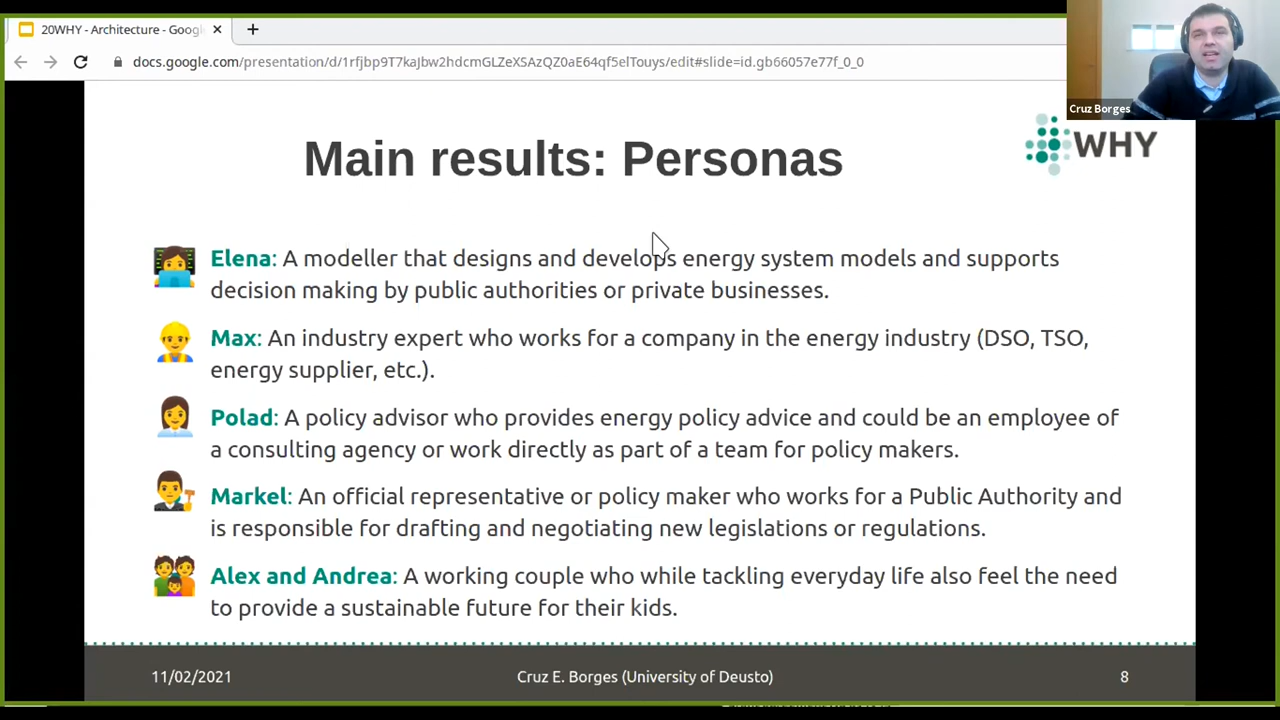 20WHY - Architecture - Goog
docs.google.com/presentation/d/1rfjbp9T7kaJbw2hdcmGLZEXSAzQZ0aE64qf5elTouys/edit#slide=id.gb66057e77f_0_0
Cruz Borges
WHY
Main results: Personas
Elena: A modeller that designs and develops energy system models and supports
decision making by public authorities or private businesses.
Max: An industry expert who works for a company in the energy industry (DSO, TSO,
energy supplier, etc.).
Polad: A policy advisor who provides energy policy advice and could be an employee of
a consulting agency or work directly as part of a team for policy makers.
Markel: An official representative or policy maker who works for a Public Authority and
is responsible for drafting and negotiating new legislations or regulations.
Alex and Andrea: A working couple who while tackling everyday life also feel the need
to provide a sustainable future for their kids.
11/02/2021
Cruz E. Borges (University of Deusto)
8